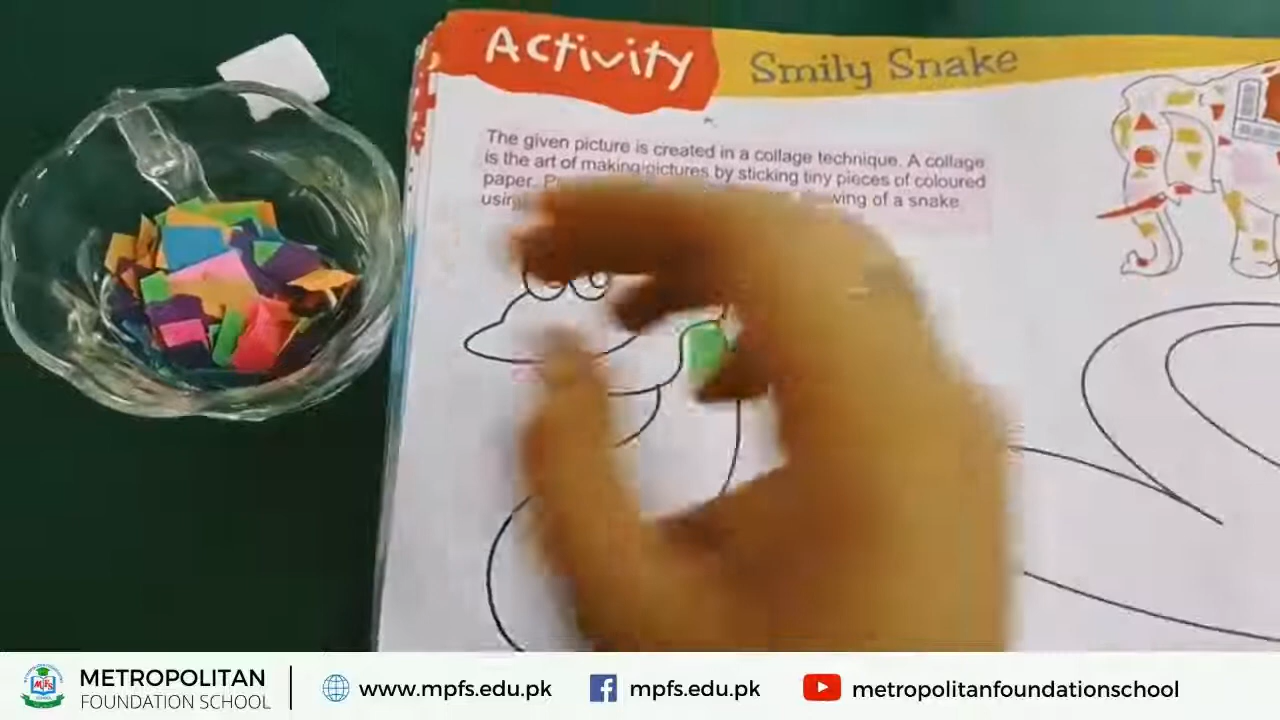 Activity
Smily Snake
The given picture is created in a collage technique. A collage
is the art of making pictures by sticking tiny pieces of coloured
paper.
of a snake
METROPOLITAN
FOUNDATION SCHOOL
www.mpfs.edu.pk
mpfs.edu.pk
metropolitanfoundationschool